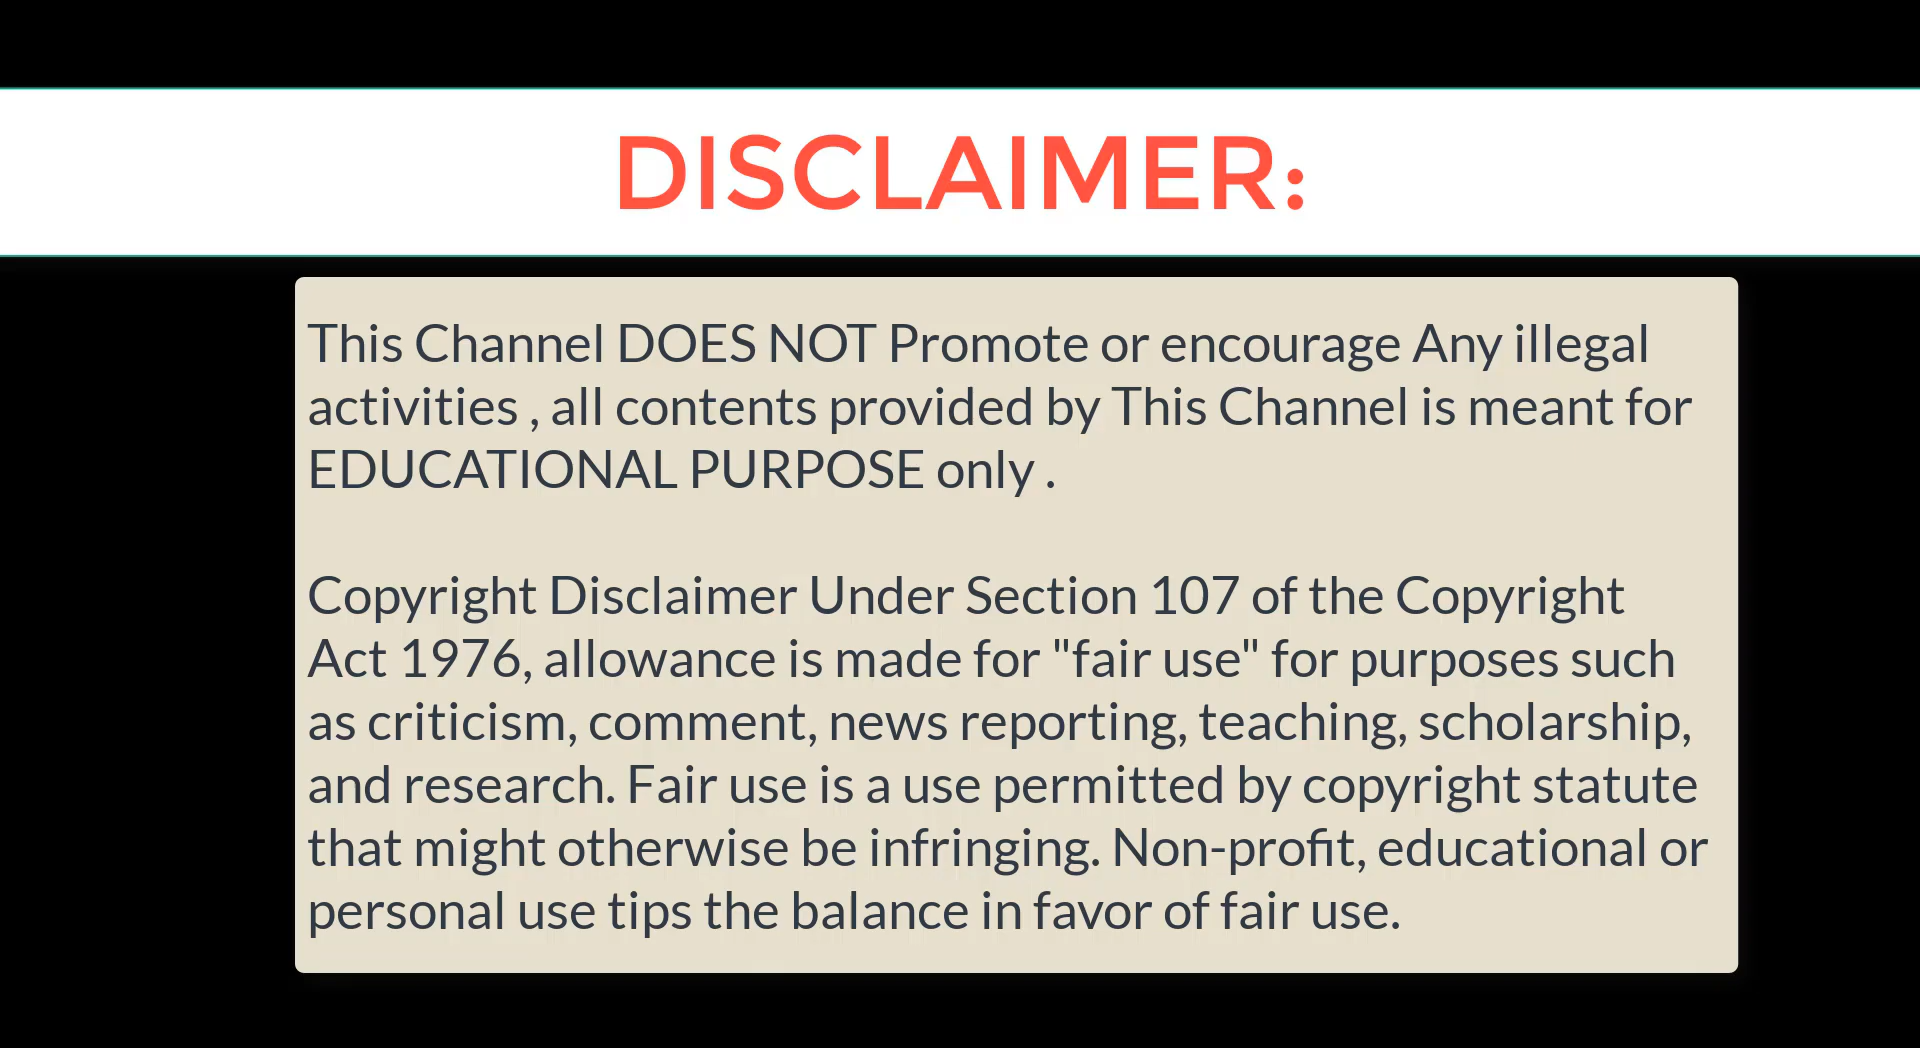 DISCLAIMER:
This Channel DOES NOT Promote or encourage Any illegal
activities , all contents provided by This Channel is meant for
EDUCATIONAL PURPOSE only .
Copyright Disclaimer Under Section 107 of the Copyright
Act 1976, allowance is made for "fair use" for purposes such
as criticism, comment, news reporting, teaching, scholarship,
and research. Fair use is a use permitted by copyright statute
that might otherwise be infringing. Non-profit, educational or
personal use tips the balance in favor of fair use.